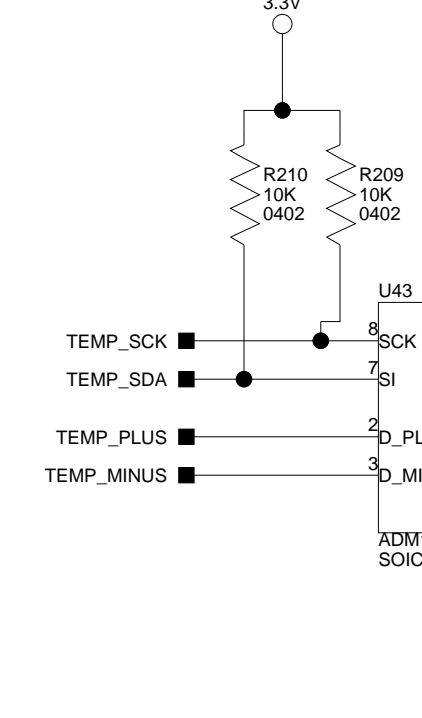 3.3V
R210
10K
0402
R209
10K
0402
U43
TEMP_SCK
8
SCK
TEMP_SDA
7
SI
TEMP_PLUS
2
D_PL
TEMP_MINUS
3
D_MI
ADM
SOIC